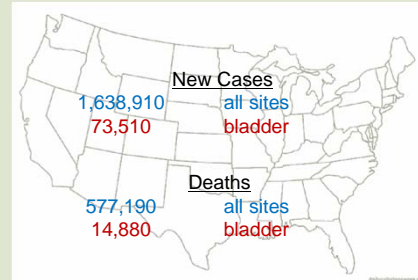 New Cases
1,638,910 all sites
73,510 bladder
Deaths
577,190 all sites
14,880 bladder